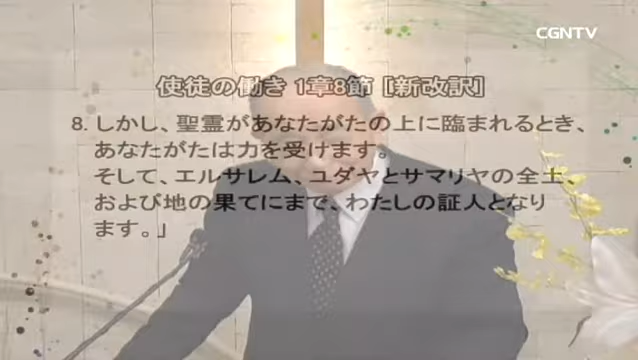 CGNTV
使徒の働き 1章8節 [新改訳]
8. しかし、聖霊があなたがたの上に臨まれるとき、
あなたがたは力を受けます。
そして、エルサレム、ユダヤとサマリヤの全土、
および地の果てにまで、わたしの証人となり
ます。」